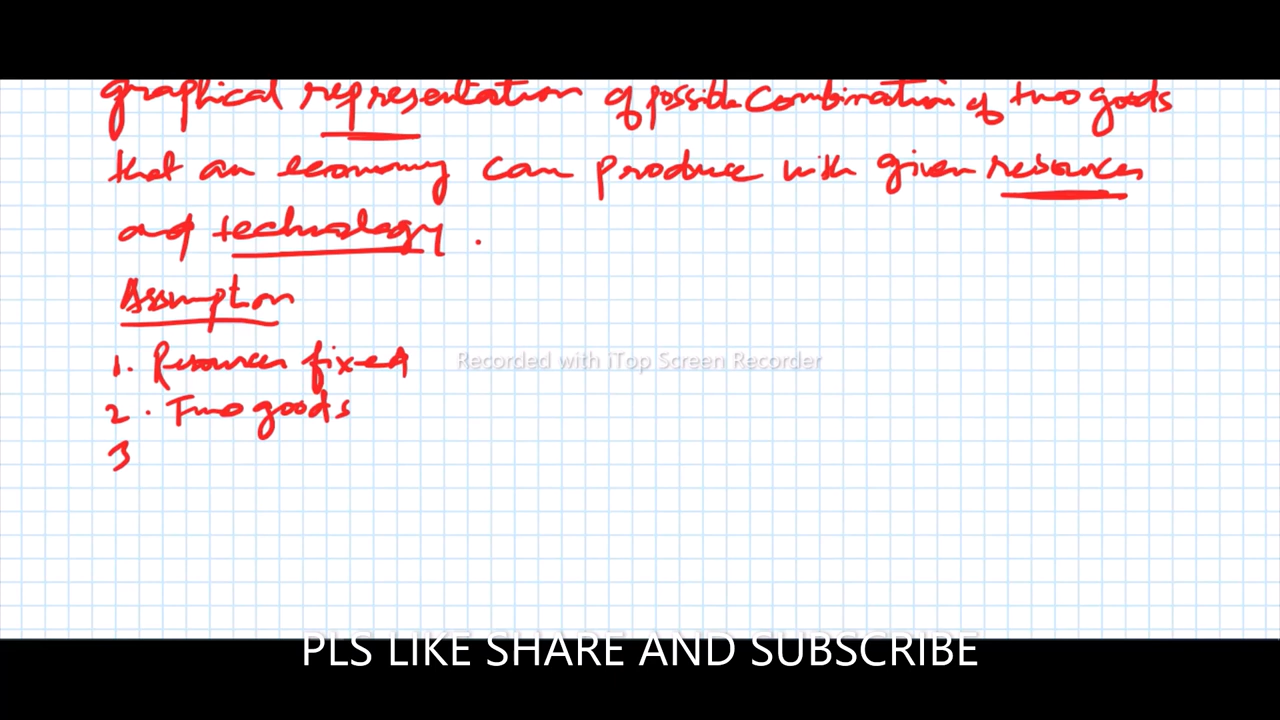 graphical representation of possible Combination of two goods
that an economy can produce with given resources
and technology .
Assumption
1. Resources fixed
Recorded with iTop Screen Recorder
2. Two goods
3
PLS LIKE SHARE AND SUBSCRIBE